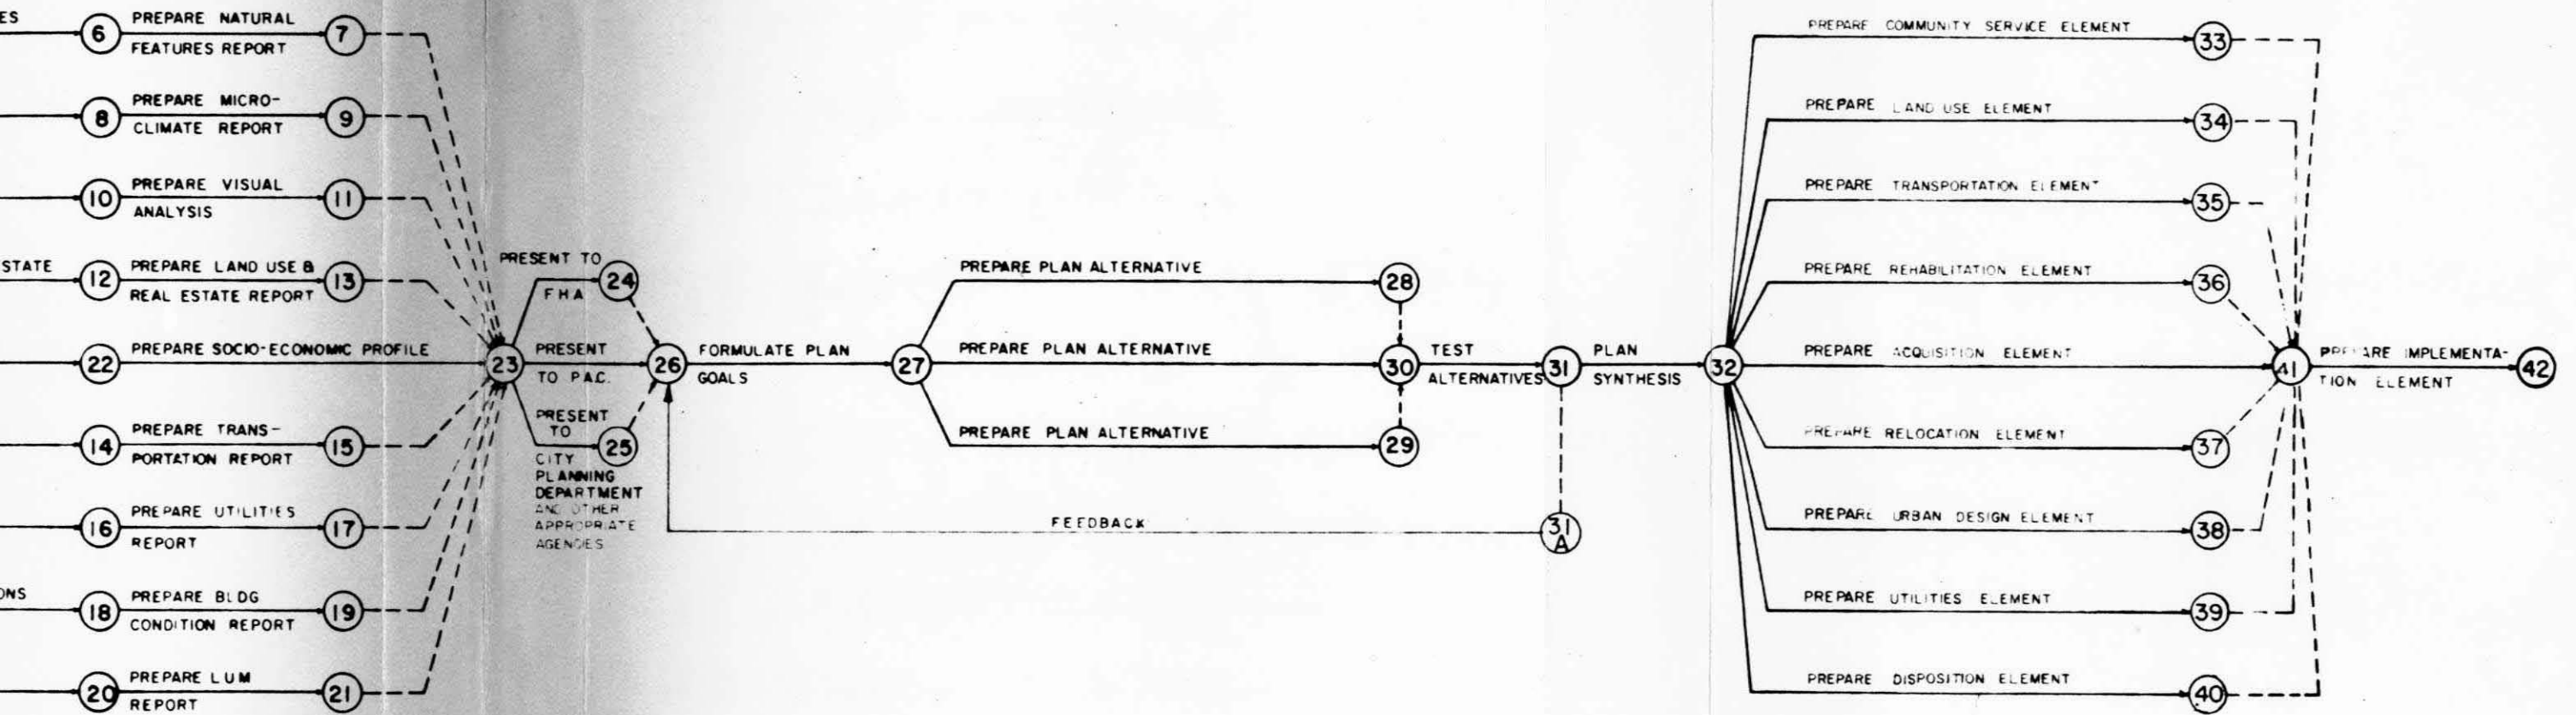 ES
6
PREPARE NATURAL
FEATURES REPORT
7
8
PREPARE MICRO-
CLIMATE REPORT
9
10
PREPARE VISUAL
ANALYSIS
11
STATE
12
PREPARE LAND USE &
REAL ESTATE REPORT
13
22
PREPARE SOCIO-ECONOMIC PROFILE
14
PREPARE TRANS-
PORTATION REPORT
15
16
PREPARE UTILITIES
REPORT
17
ONS
18
PREPARE BLDG
CONDITION REPORT
19
20
PREPARE LUM
REPORT
21
23
PRESENT TO
FHA
24
PRESENT
TO P.A.C.
PRESENT
TO
CITY
PLANNING
DEPARTMENT
AND OTHER
APPROPRIATE
AGENCIES
25
26
FORMULATE PLAN
GOALS
27
PREPARE PLAN ALTERNATIVE
28
PREPARE PLAN ALTERNATIVE
30
PREPARE PLAN ALTERNATIVE
29
TEST
ALTERNATIVES
31
FEEDBACK
31
A
PLAN
SYNTHESIS
32
PREPARE COMMUNITY SERVICE ELEMENT
33
PREPARE LAND USE ELEMENT
34
PREPARE TRANSPORTATION ELEMENT
35
PREPARE REHABILITATION ELEMENT
36
PREPARE ACQUISITION ELEMENT
41
PREPARE RELOCATION ELEMENT
37
PREPARE URBAN DESIGN ELEMENT
38
PREPARE UTILITIES ELEMENT
39
PREPARE DISPOSITION ELEMENT
40
PREPARE IMPLEMENTA-
TION ELEMENT
42